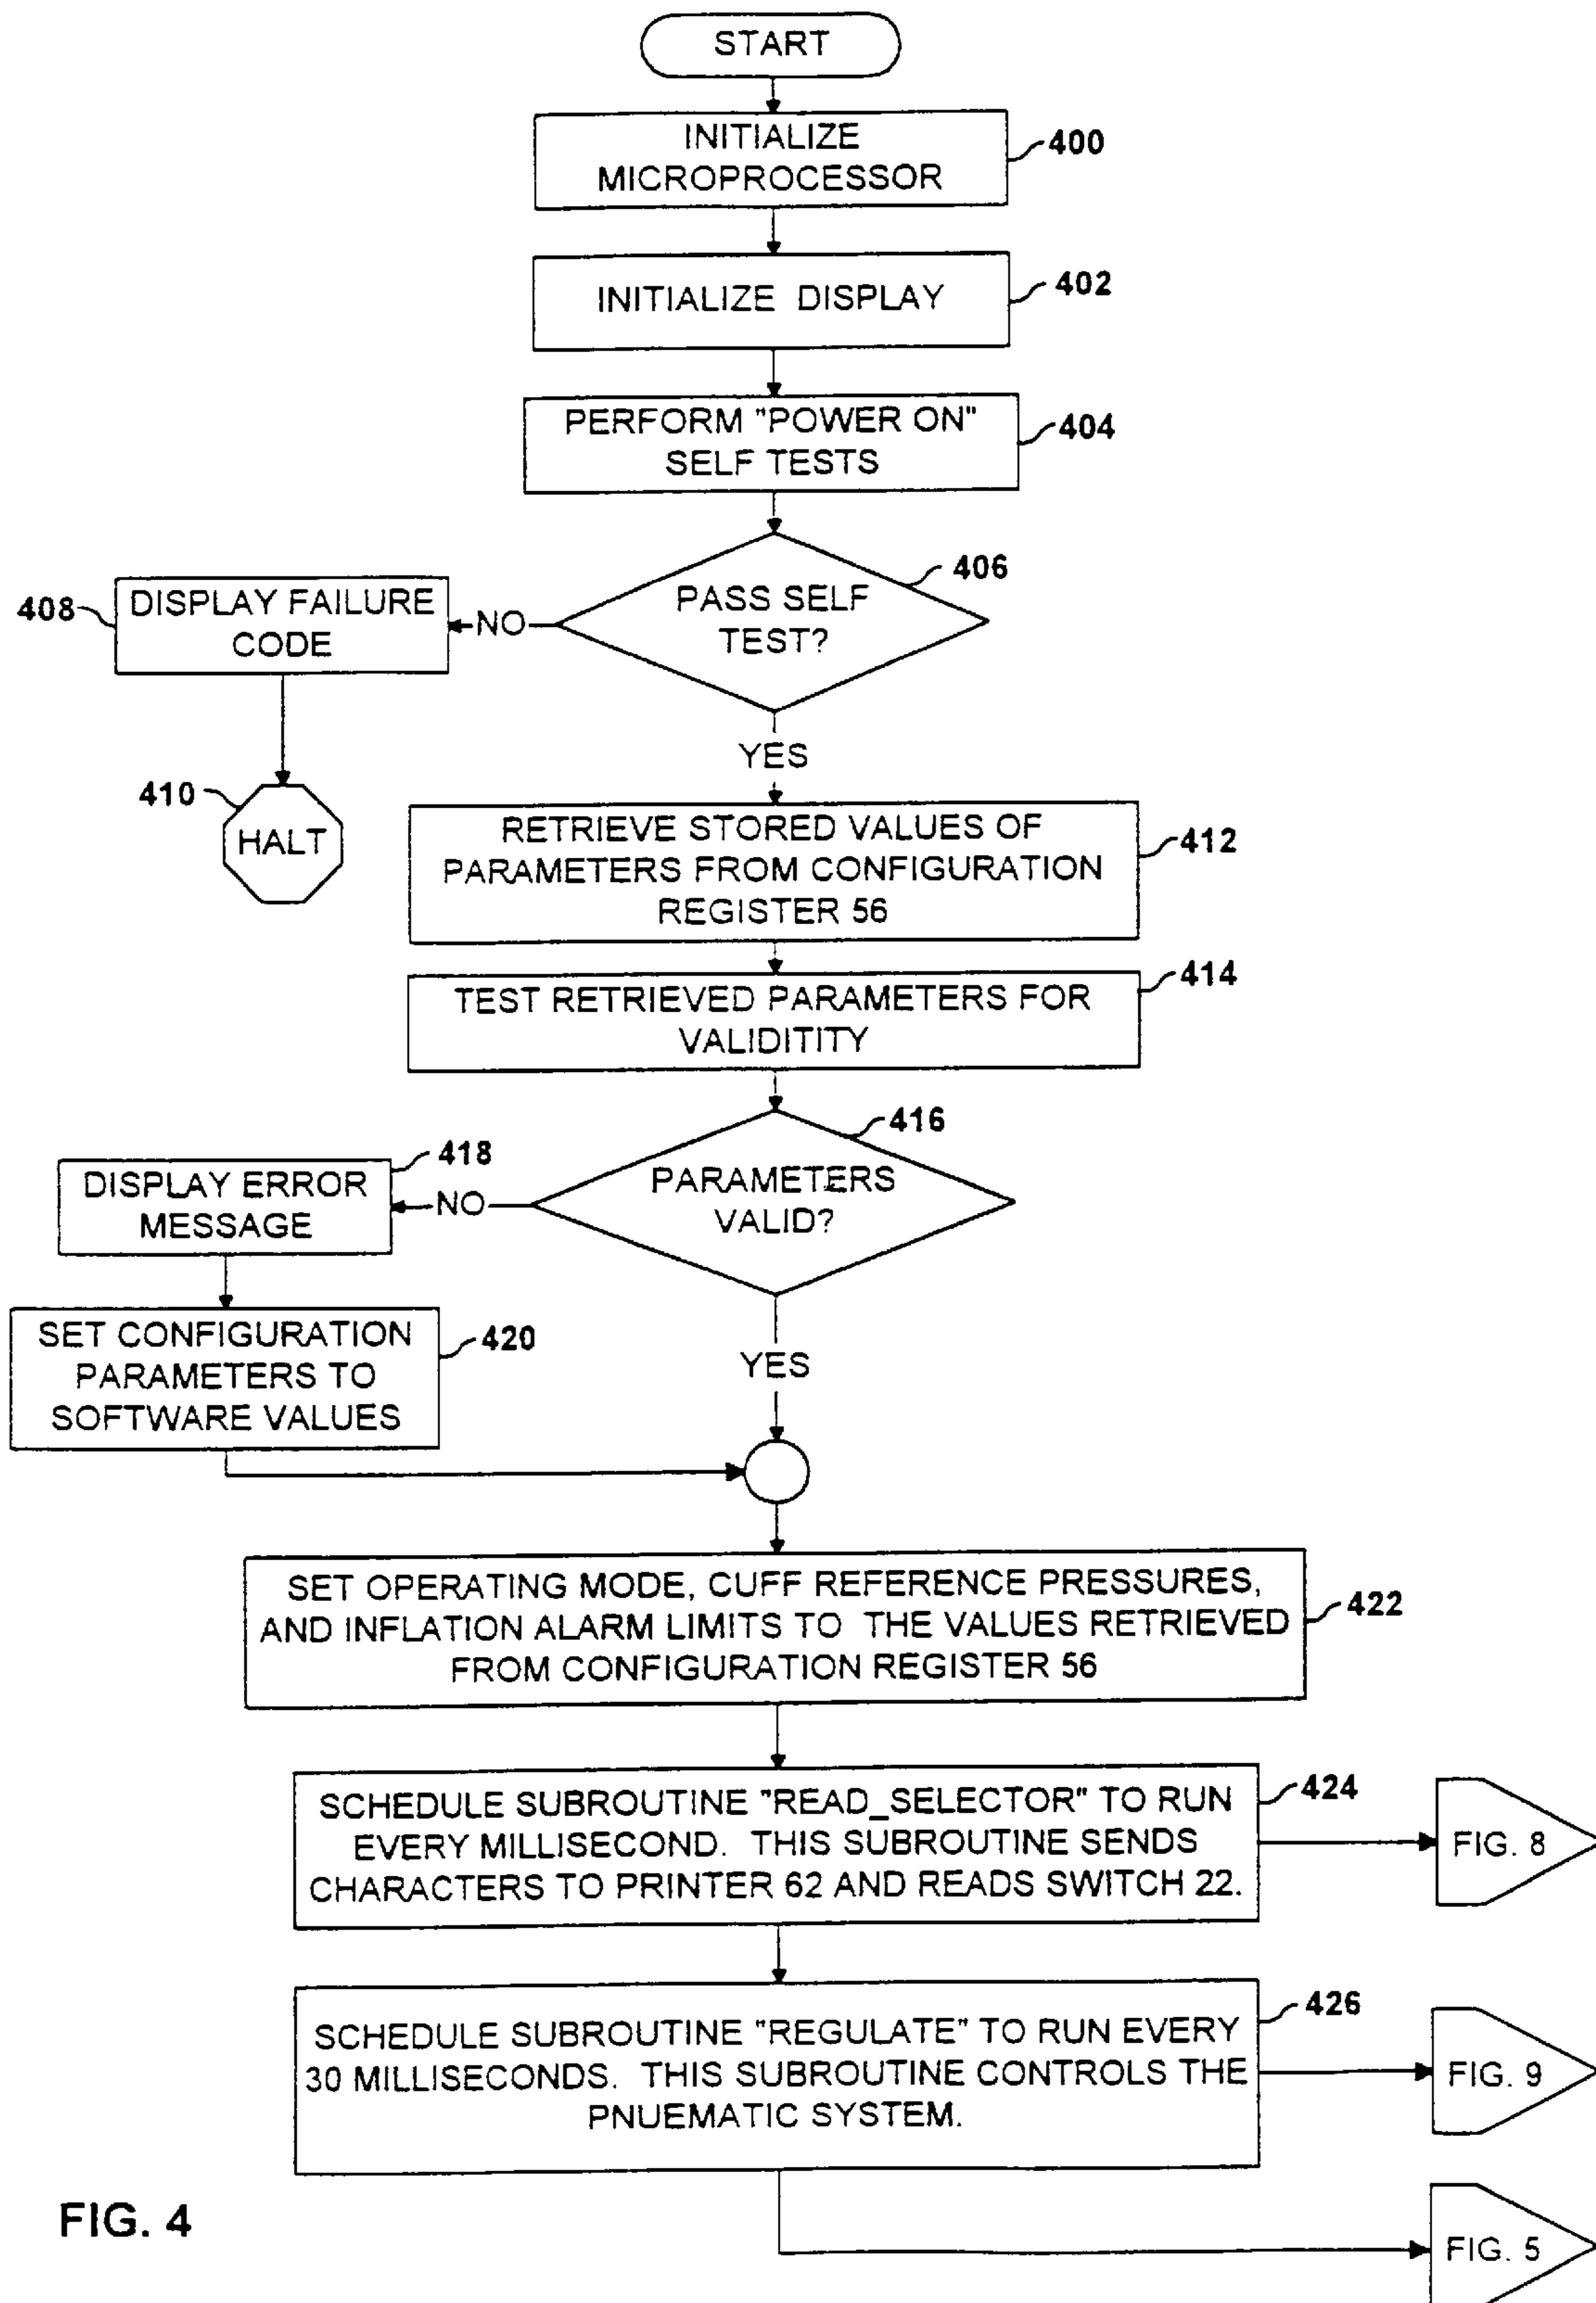 START
INITIALIZE
MICROPROCESSOR
400
INITIALIZE DISPLAY
402
PERFORM "POWER ON"
SELF TESTS
404
406
PASS SELF
TEST?
NO
408
DISPLAY FAILURE
CODE
YES
410
HALT
RETRIEVE STORED VALUES OF
PARAMETERS FROM CONFIGURATION
REGISTER 56
412
TEST RETRIEVED PARAMETERS FOR
VALIDITITY
414
416
PARAMETERS
VALID?
NO
418
DISPLAY ERROR
MESSAGE
SET CONFIGURATION
PARAMETERS TO
SOFTWARE VALUES
420
YES
SET OPERATING MODE, CUFF REFERENCE PRESSURES,
AND INFLATION ALARM LIMITS TO THE VALUES RETRIEVED
FROM CONFIGURATION REGISTER 56
422
SCHEDULE SUBROUTINE "READ_SELECTOR" TO RUN
EVERY MILLISECOND. THIS SUBROUTINE SENDS
CHARACTERS TO PRINTER 62 AND READS SWITCH 22.
424
FIG. 8
SCHEDULE SUBROUTINE "REGULATE" TO RUN EVERY
30 MILLISECONDS. THIS SUBROUTINE CONTROLS THE
PNUEMATIC SYSTEM.
426
FIG. 9
FIG. 4
FIG. 5